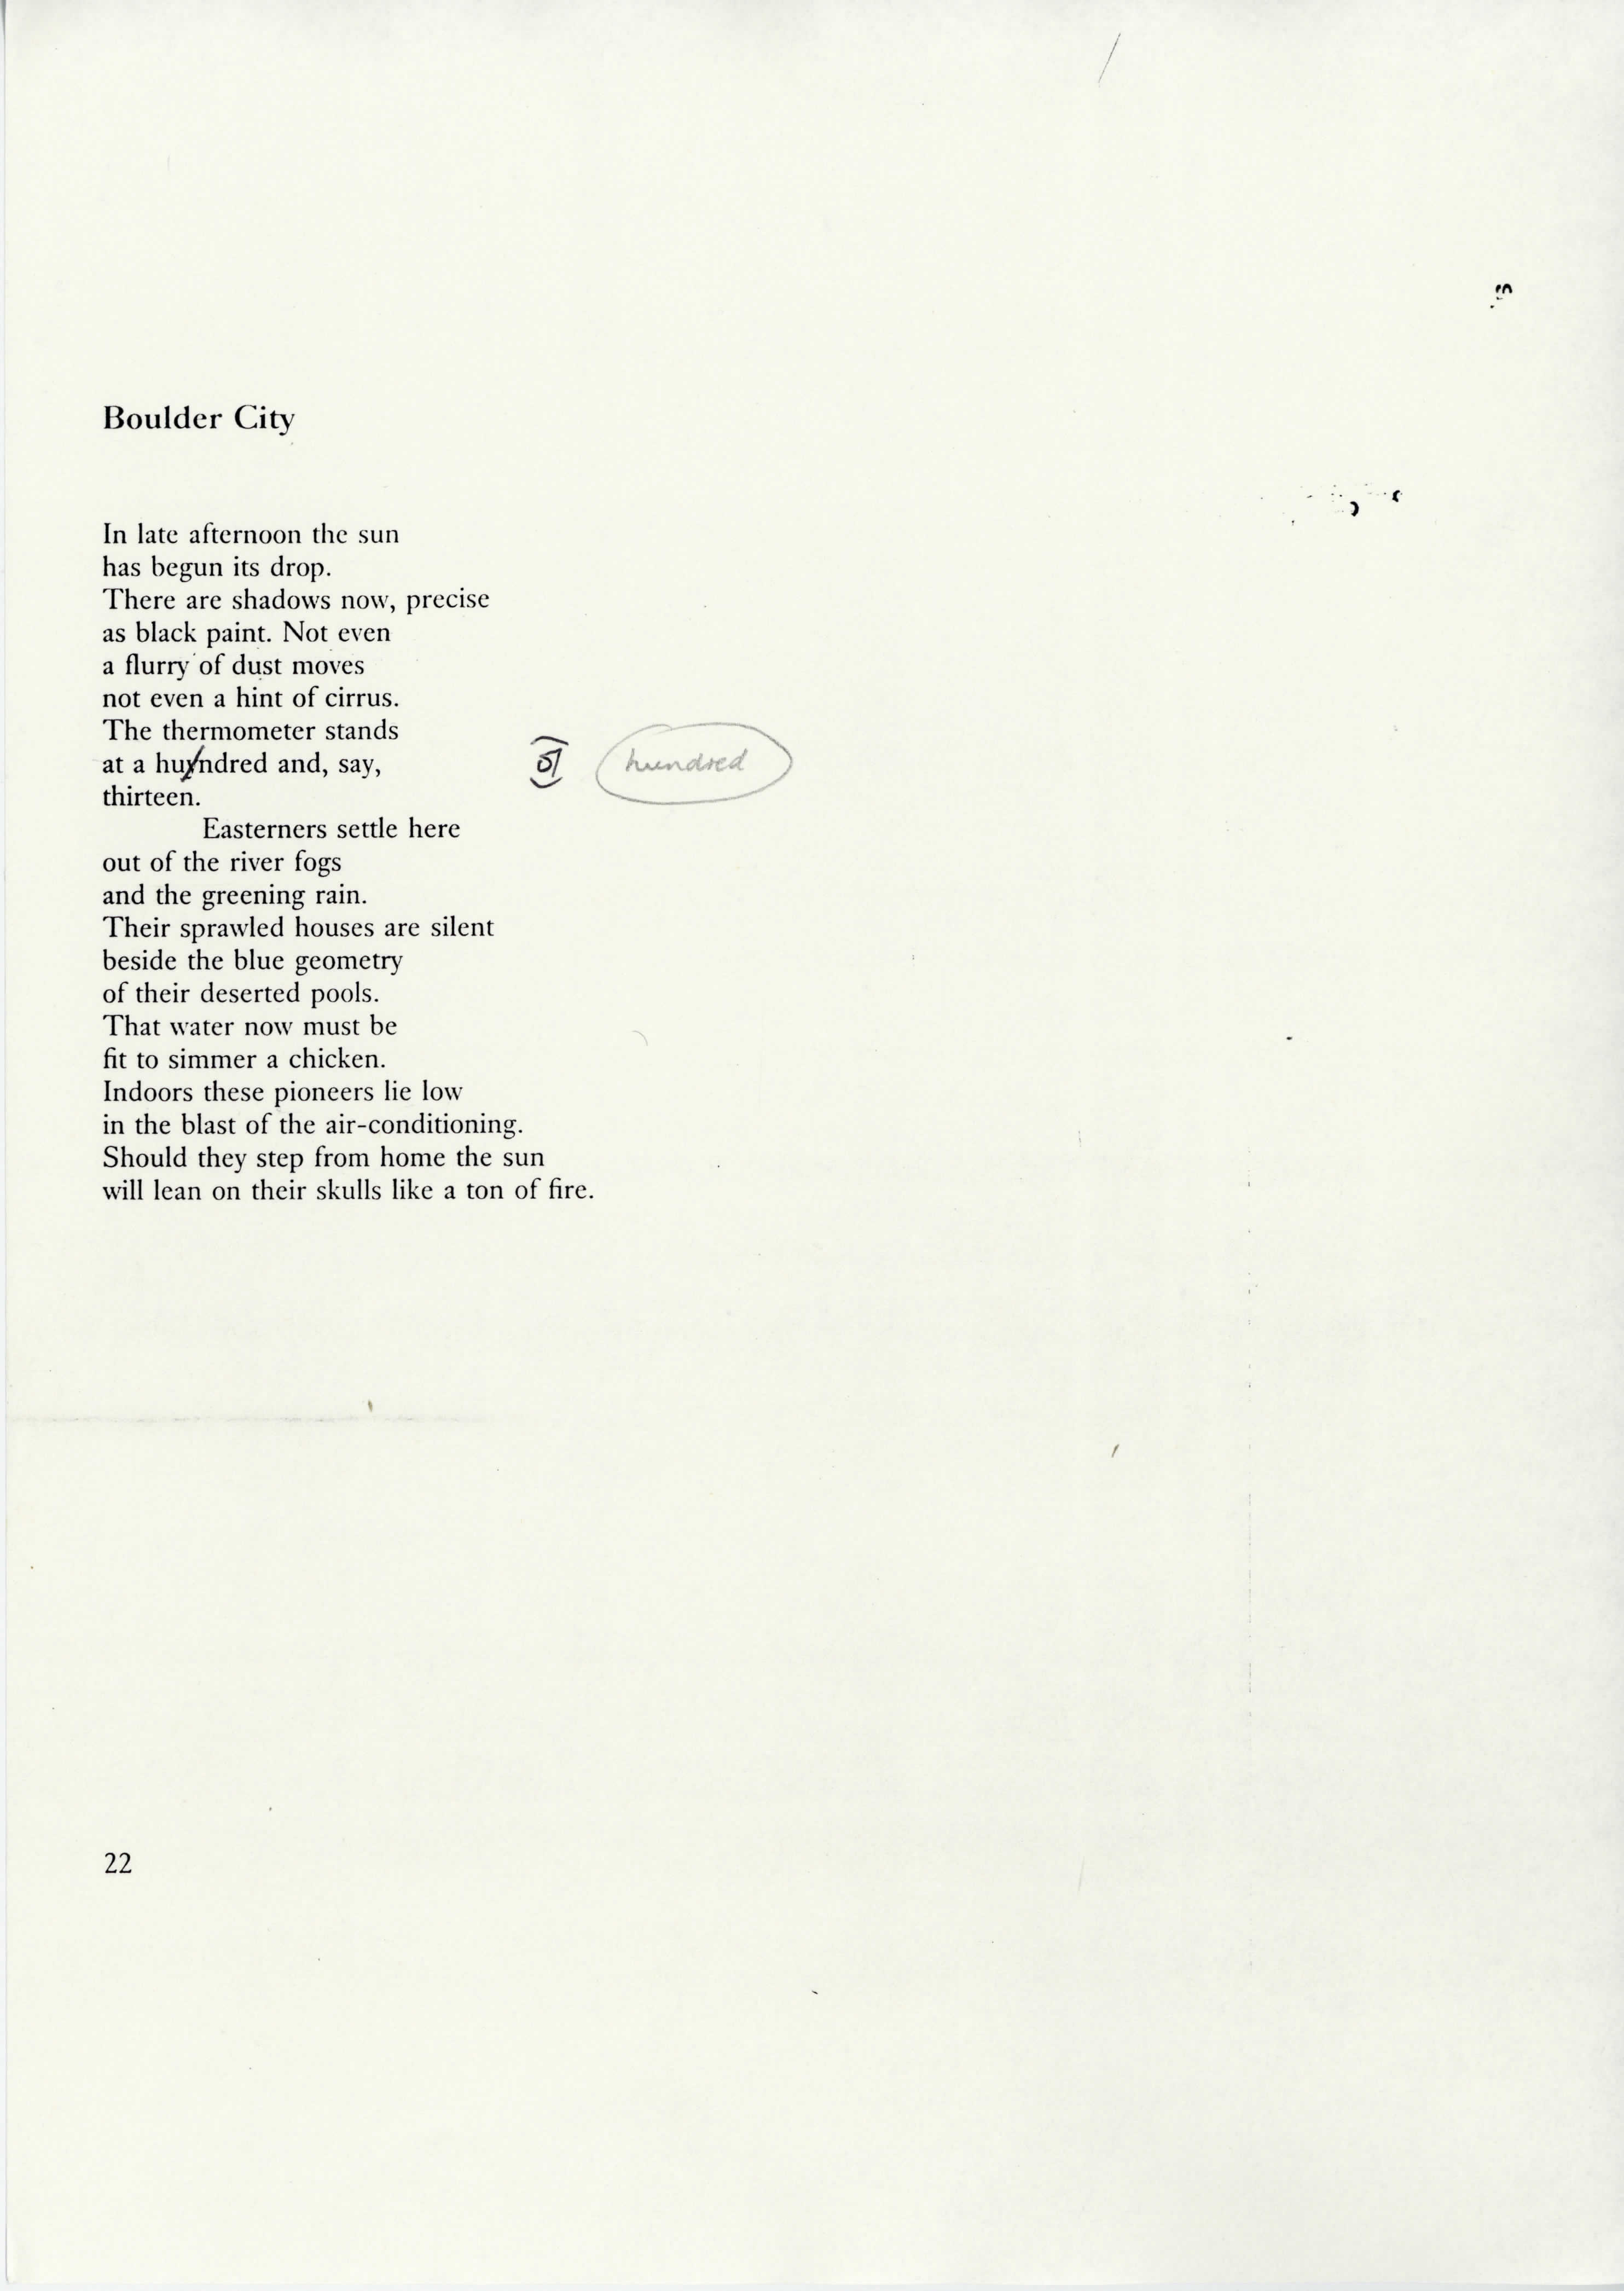 Boulder City
In late afternoon the sun
has begun its drop.
There are shadows now, precise
as black paint. Not even
a flurry of dust moves
not even a hint of cirrus.
The thermometer stands
at a hundred and, say, hundred
thirteen.
Easterners settle here
out of the river fogs
and the greening rain.
Their sprawled houses are silent
beside the blue geometry
of their deserted pools.
That water now must be
fit to simmer a chicken.
Indoors these pioneers lie low
in the blast of the air-conditioning.
Should they step from home the sun
will lean on their skulls like a ton of fire.
22